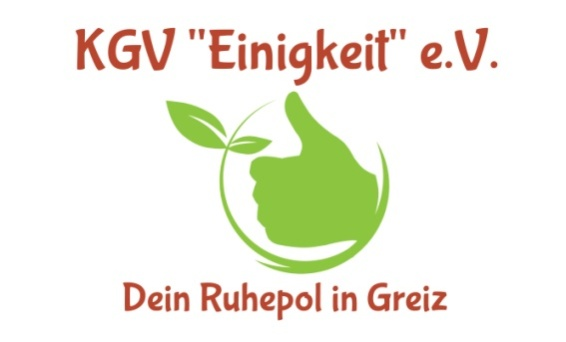 KGV "Einigkeit" e.V.
Dein Ruhepol in Greiz